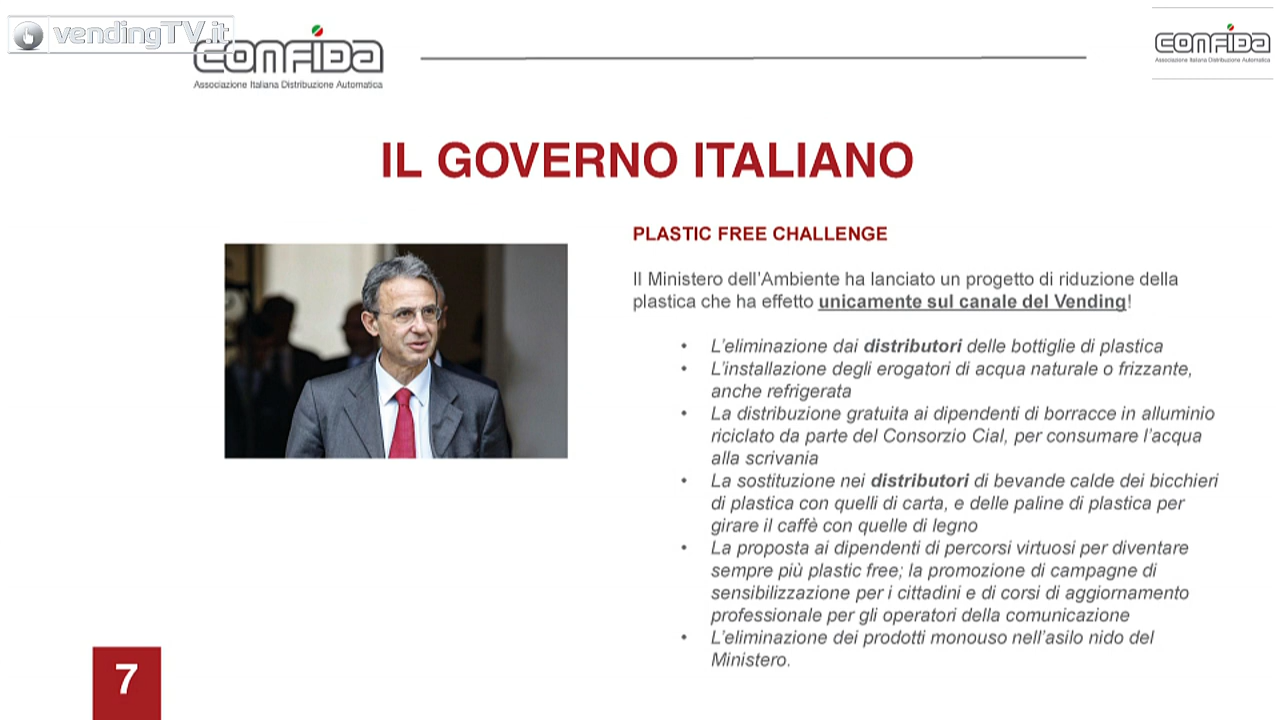 vendingTV.it
CONFIDA
Associazione Italiana Distribuzione Automatica
CONFIDA
Associazione Italiana Distribuzione Automatica
IL GOVERNO ITALIANO
PLASTIC FREE CHALLENGE
Il Ministero dell'Ambiente ha lanciato un progetto di riduzione della
plastica che ha effetto unicamente sul canale del Vending!
• L'eliminazione dai distributori delle bottiglie di plastica
• L'installazione degli erogatori di acqua naturale o frizzante,
anche refrigerata
• La distribuzione gratuita ai dipendenti di borracce in alluminio
riciclato da parte del Consorzio Cial, per consumare l'acqua
alla scrivania
• La sostituzione nei distributori di bevande calde dei bicchieri
di plastica con quelli di carta, e delle paline di plastica per
girare il caffè con quelle di legno
• La proposta ai dipendenti di percorsi virtuosi per diventare
sempre più plastic free; la promozione di campagne di
sensibilizzazione per i cittadini e di corsi di aggiornamento
professionale per gli operatori della comunicazione
• L'eliminazione dei prodotti monouso nell'asilo nido del
Ministero.
7